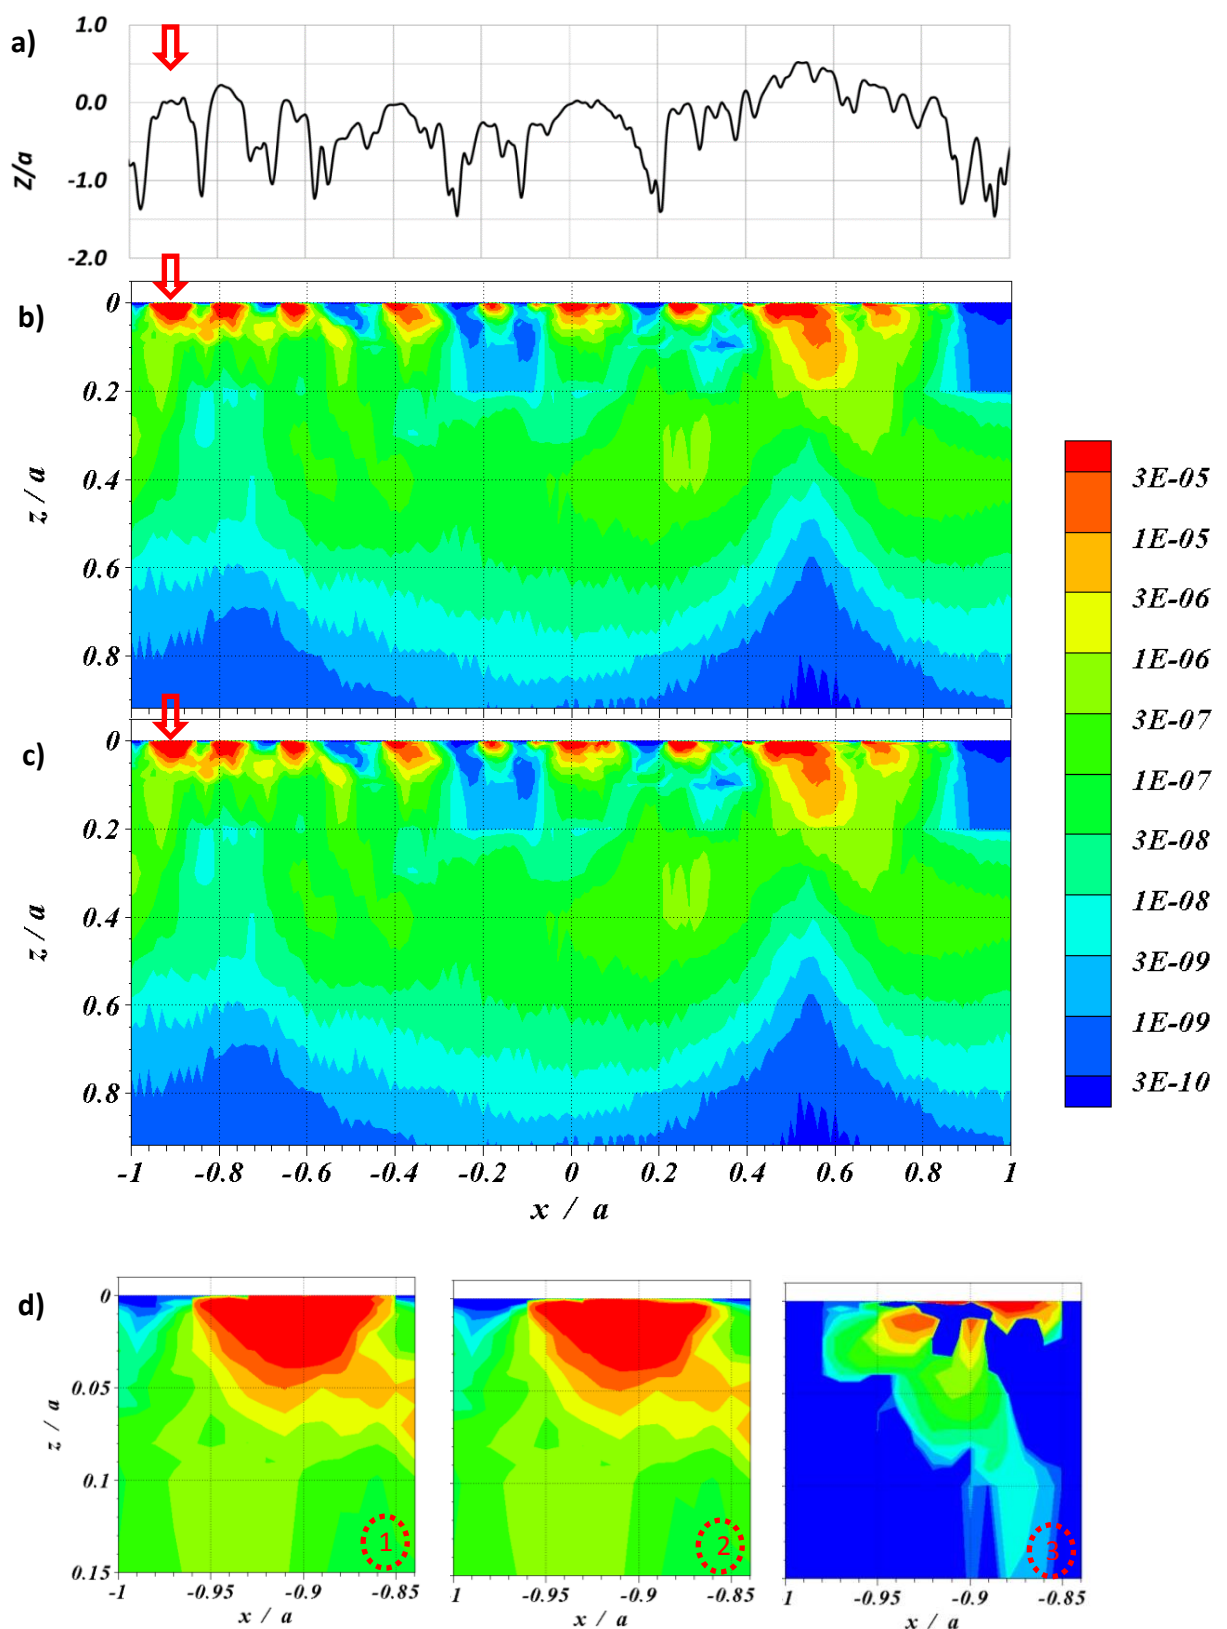 a)
1.0
0.0
-1.0
-2.0
z/a
b)
0
0.2
0.4
0.6
0.8
z / a
c)
0
0.2
0.4
0.6
0.8
z / a
-1 -0.8 -0.6 -0.4 -0.2 0 0.2 0.4 0.6 0.8 1
x / a
3E-05
1E-05
3E-06
1E-06
3E-07
1E-07
3E-08
1E-08
3E-09
1E-09
3E-10
d)
0
0.05
0.1
0.15
z / a
1 2 3
-1 -0.95 -0.9 -0.85
x / a
1 -0.95 -0.9 -0.85
x / a
1 -0.95 -0.9 -0.85
x / a